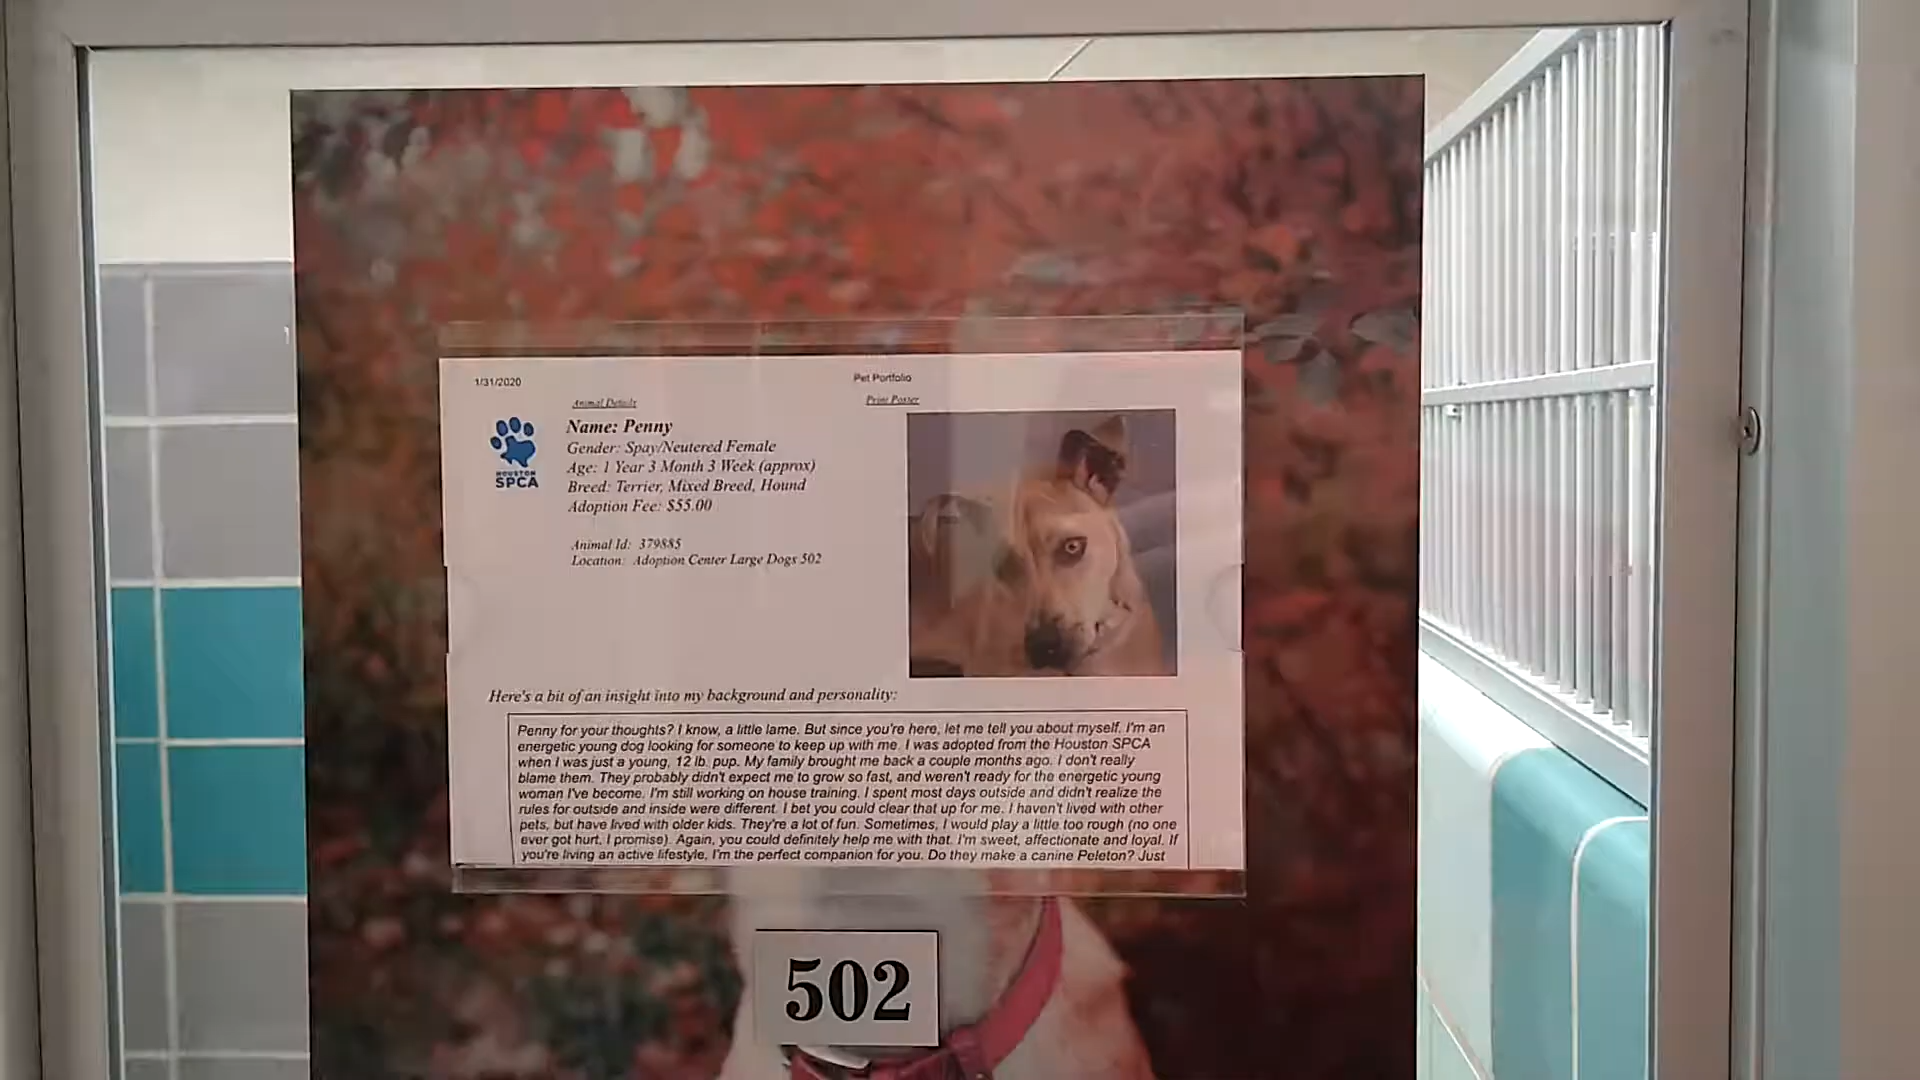 1/31/2020
Pet Portfolio
Animal Details
Print Poster
HOUSTON
SPCA
Name: Penny
Gender: Spay/Neutered Female
Age: 1 Year 3 Month 3 Week (approx)
Breed: Terrier, Mixed Breed, Hound
Adoption Fee: $55.00
Animal Id: 379885
Location: Adoption Center Large Dogs 502
Here's a bit of an insight into my background and personality:
Penny for your thoughts? I know, a little lame. But since you're here, let me tell you about myself. I'm an
energetic young dog looking for someone to keep up with me. I was adopted from the Houston SPCA
when I was just a young, 12 lb. pup. My family brought me back a couple months ago. I don't really
blame them. They probably didn't expect me to grow so fast, and weren't ready for the energetic young
woman I've become. I'm still working on house training. I spent most days outside and didn't realize the
rules for outside and inside were different. I bet you could clear that up for me. I haven't lived with other
pets, but have lived with older kids. They're a lot of fun. Sometimes, I would play a little too rough (no one
ever got hurt, I promise). Again, you could definitely help me with that. I'm sweet, affectionate and loyal. If
you're living an active lifestyle, I'm the perfect companion for you. Do they make a canine Peleton? Just
502